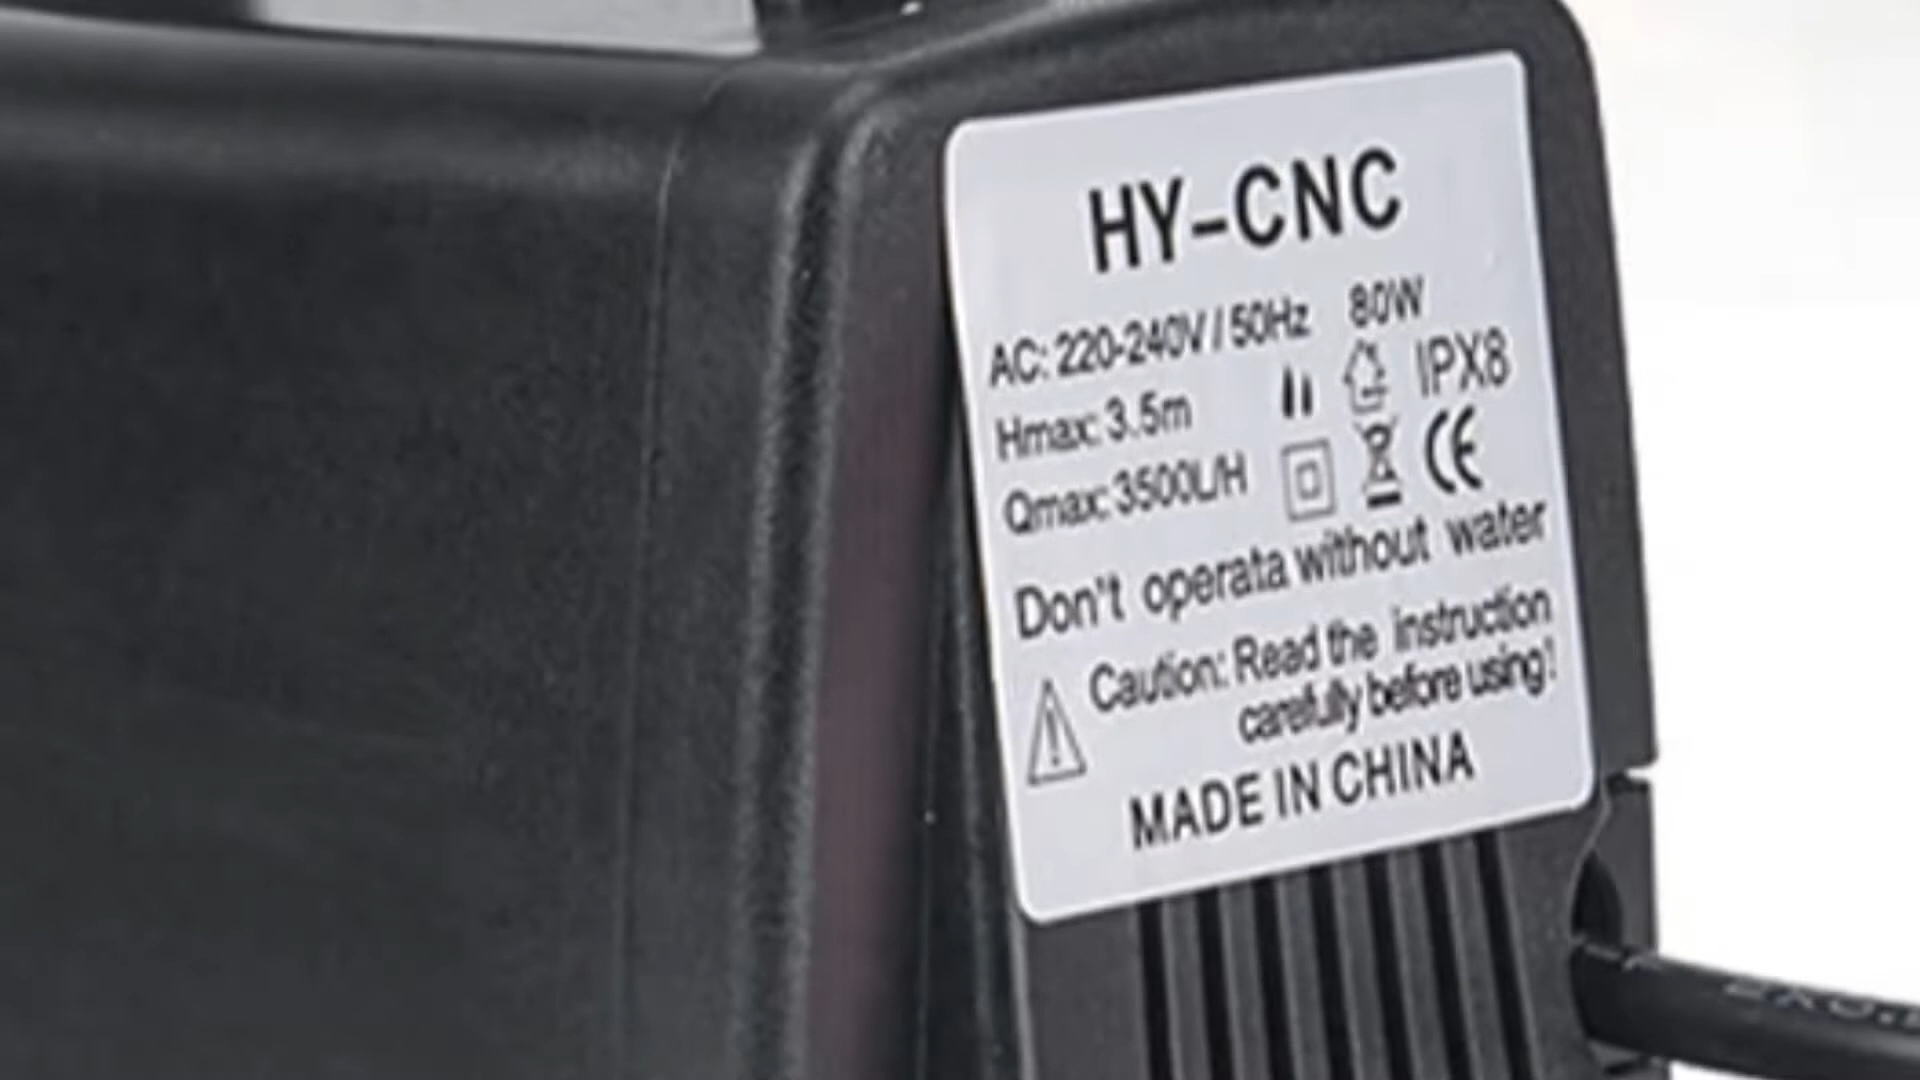 HY-CNC
AC: 220-240V / 50Hz 80W
Hmax: 3.5m IPX8
Qmax: 3500L/H CE
Don't operata without water
Caution: Read the instruction
carefully before using!
MADE IN CHINA